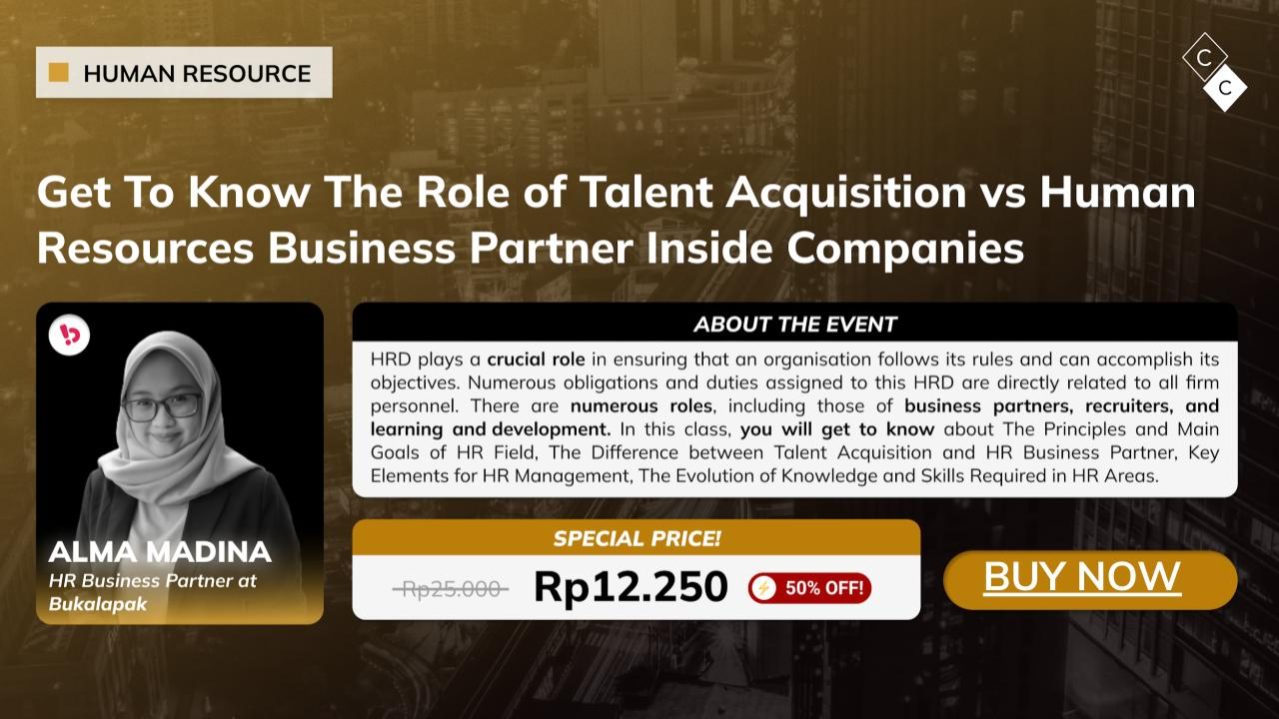 HUMAN RESOURCE
C
C
Get To Know The Role of Talent Acquisition vs Human
Resources Business Partner Inside Companies
ALMA MADINA
HR Business Partner at
Bukalapak
ABOUT THE EVENT
HRD plays a crucial role in ensuring that an organisation follows its rules and can accomplish its
objectives. Numerous obligations and duties assigned to this HRD are directly related to all firm
personnel. There are numerous roles, including those of business partners, recruiters, and
learning and development. In this class, you will get to know about The Principles and Main
Goals of HR Field, The Difference between Talent Acquisition and HR Business Partner, Key
Elements for HR Management, The Evolution of Knowledge and Skills Required in HR Areas.
SPECIAL PRICE!
Rp25.000 Rp12.250 50% OFF!
BUY NOW